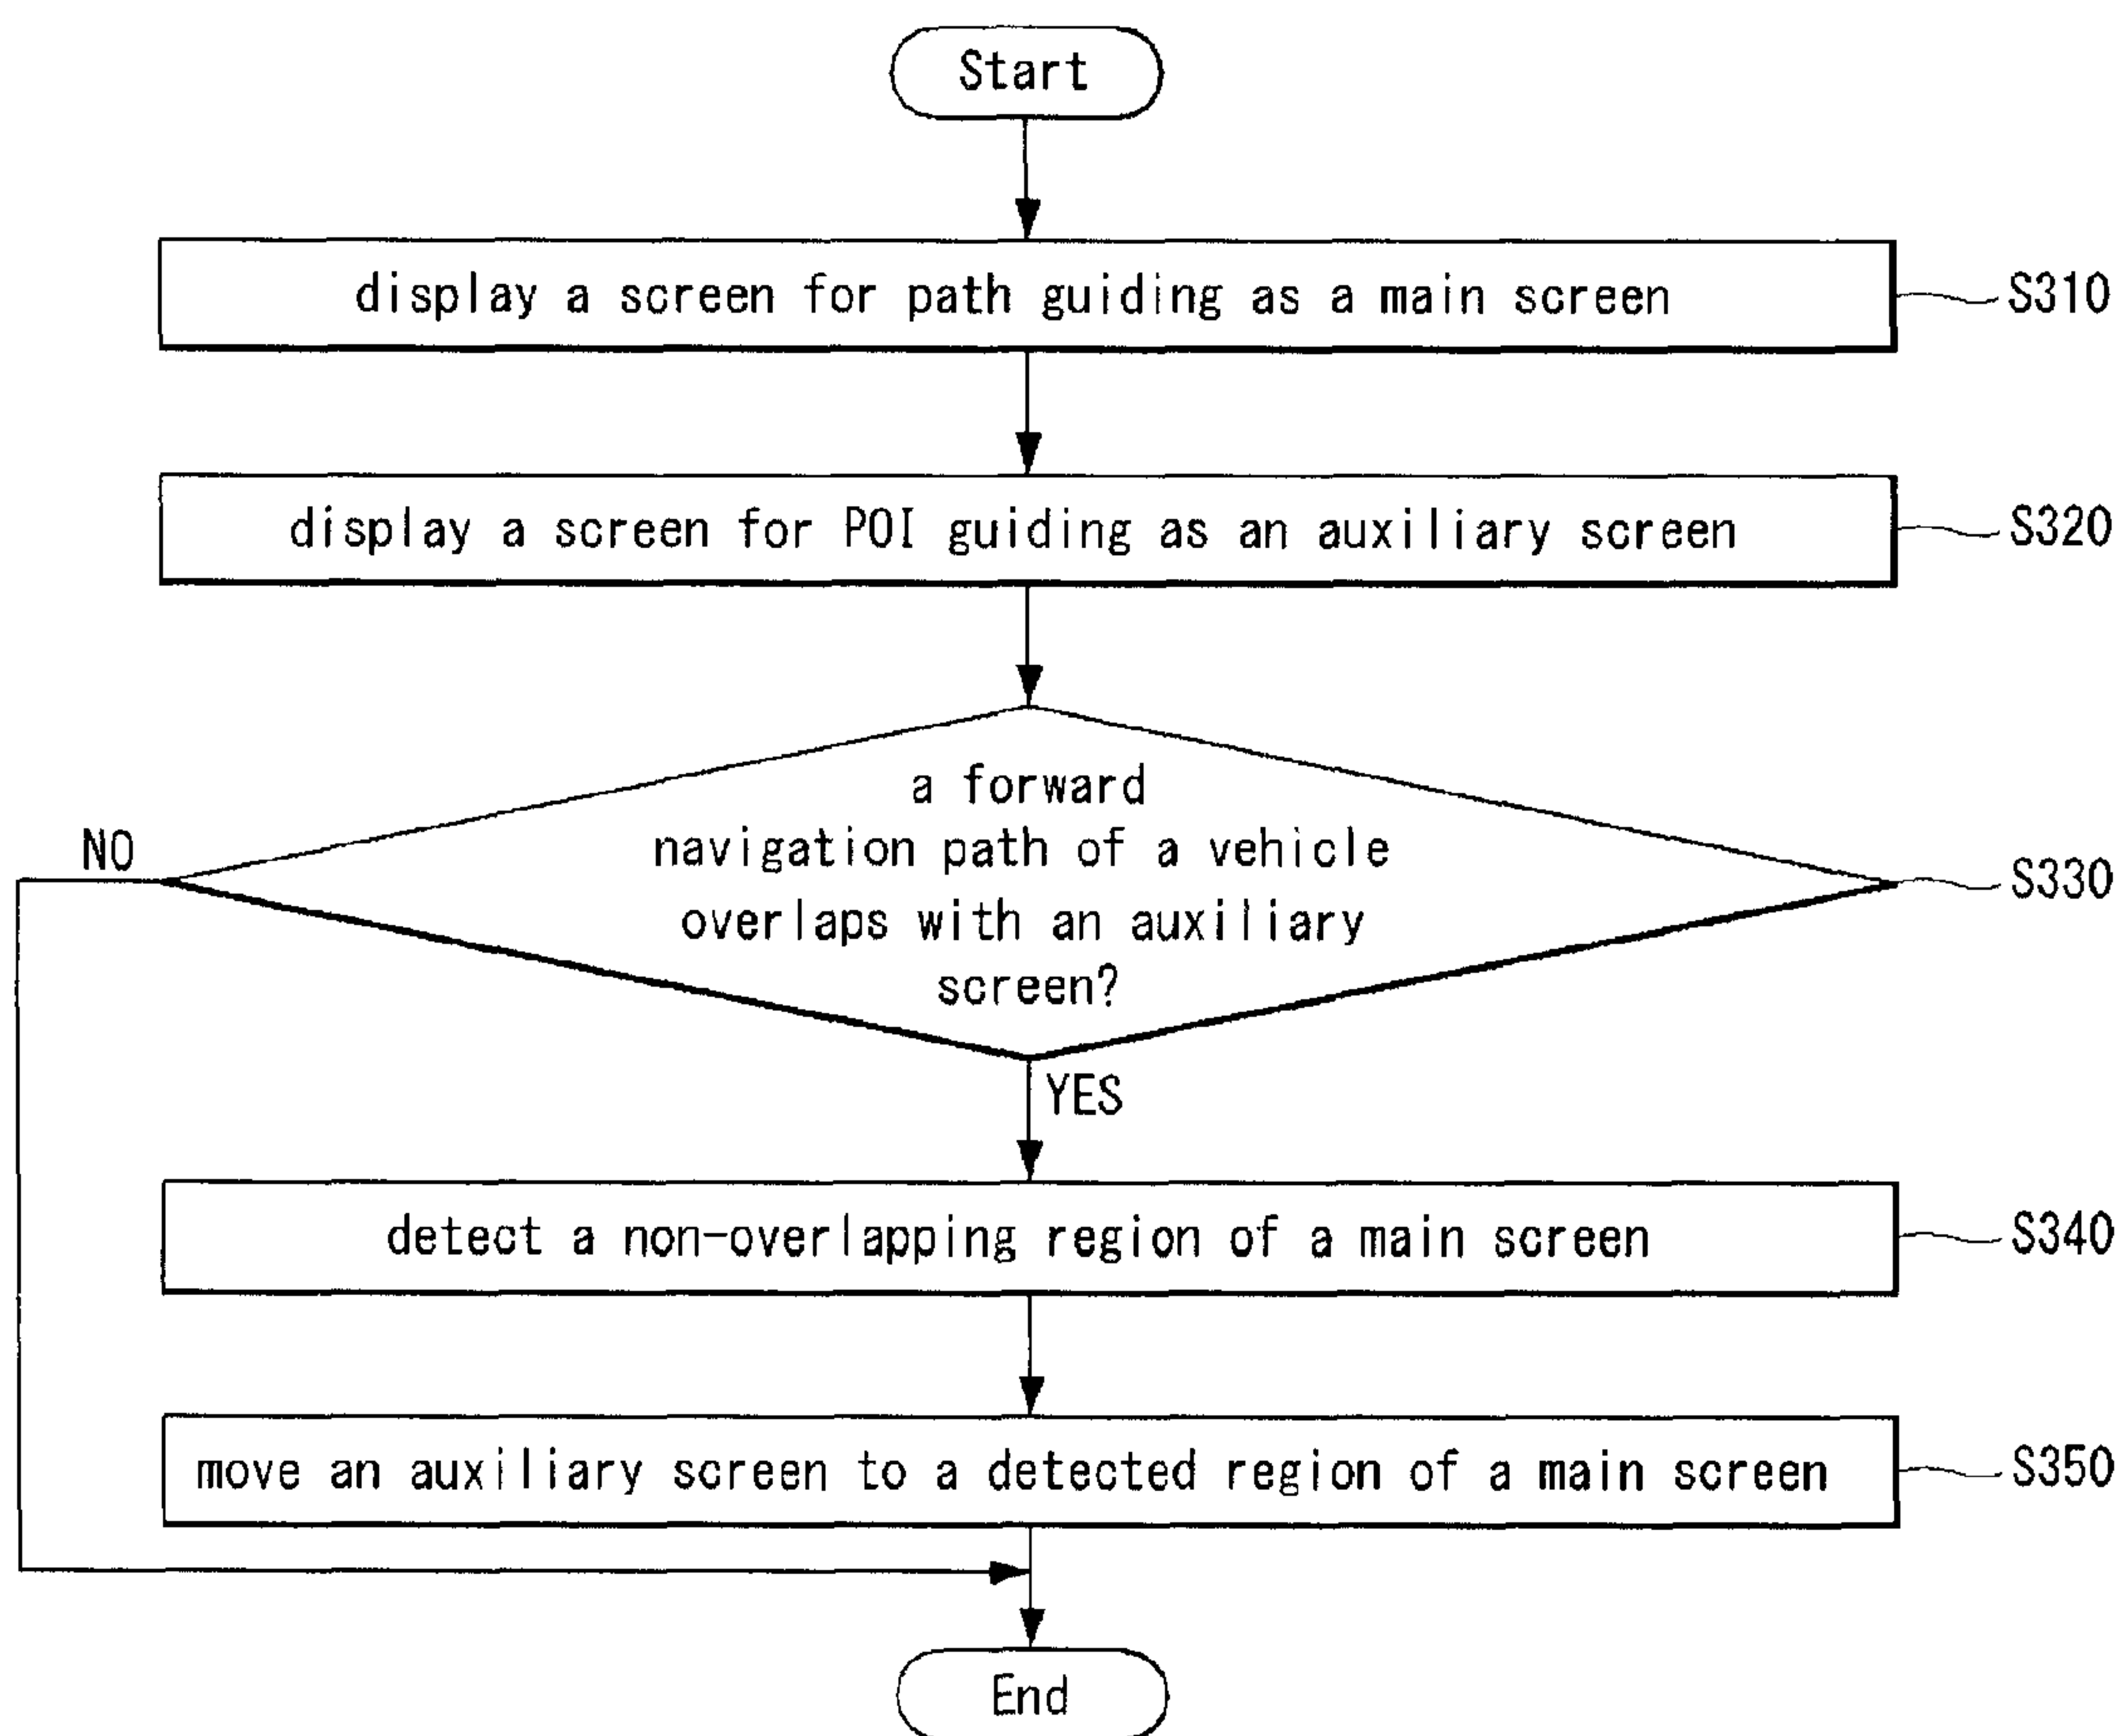 Start
display a screen for path guiding as a main screen
S310
display a screen for POI guiding as an auxiliary screen
S320
a forward
navigation path of a vehicle
overlaps with an auxiliary
screen?
NO
S330
YES
detect a non-overlapping region of a main screen
S340
move an auxiliary screen to a detected region of a main screen
S350
End